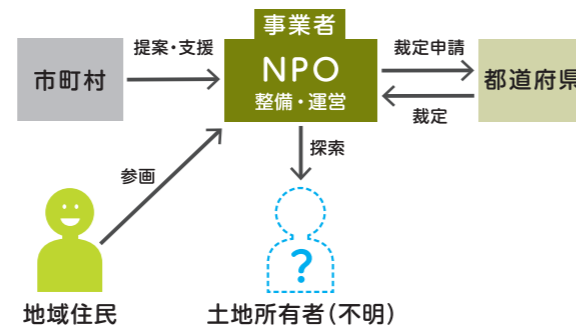 事業者
NPO
整備・運営
市町村
提案・支援
裁定申請
裁定
都道府県
参画
探索
?
地域住民
土地所有者(不明)